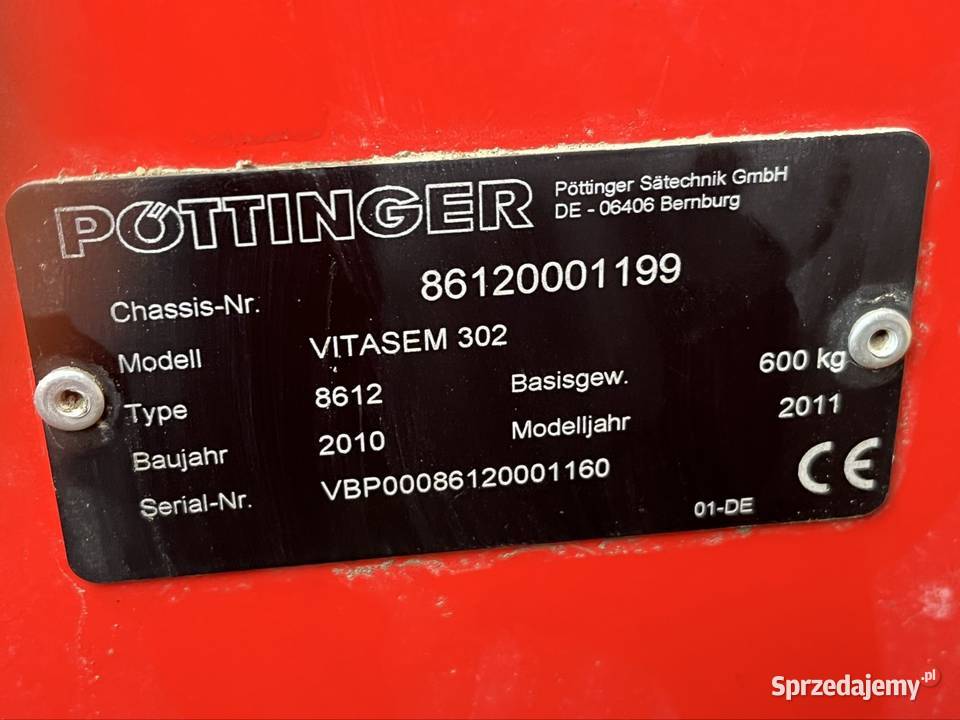 PÖTTINGER
Pöttinger Sätechnik GmbH
DE - 06406 Bernburg
Chassis-Nr. 86120001199
Modell VITASEM 302
Type 8612 Basisgew. 600 kg
Baujahr 2010 Modelljahr 2011
Serial-Nr. VBP00086120001160
01-DE
CE
Sprzedajemy.pl